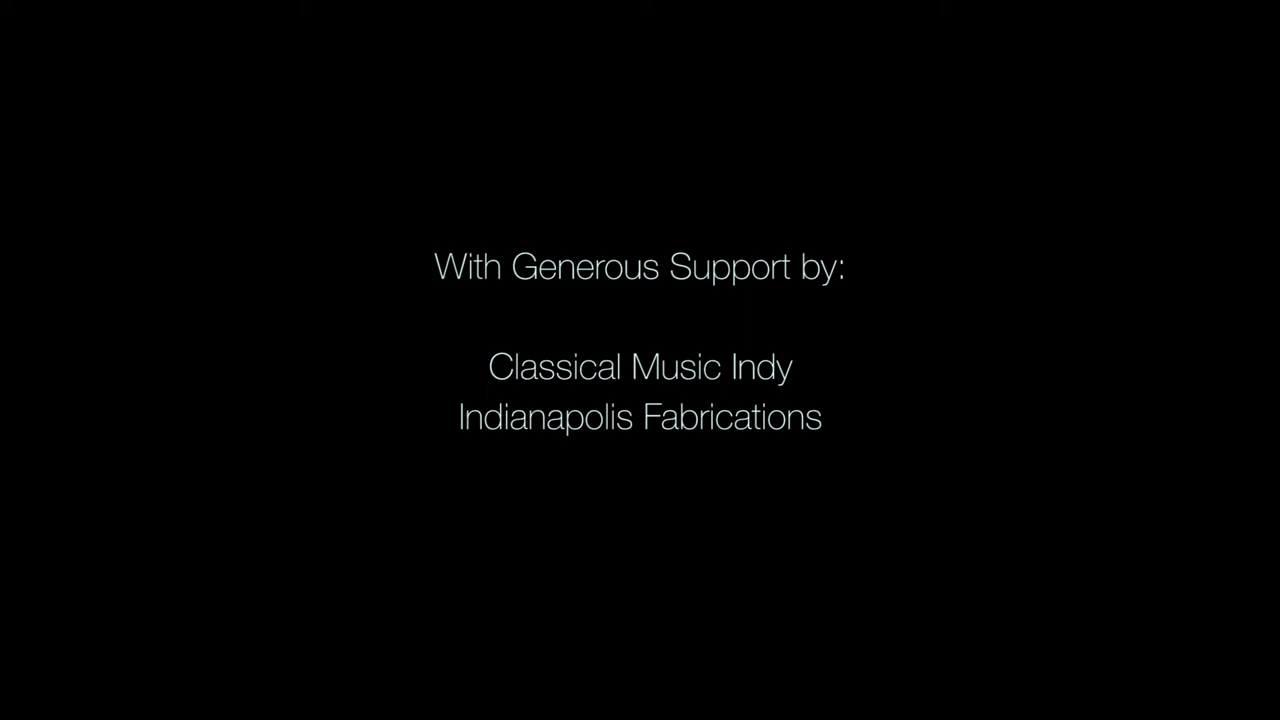 With Generous Support by:
Classical Music Indy
Indianapolis Fabrications